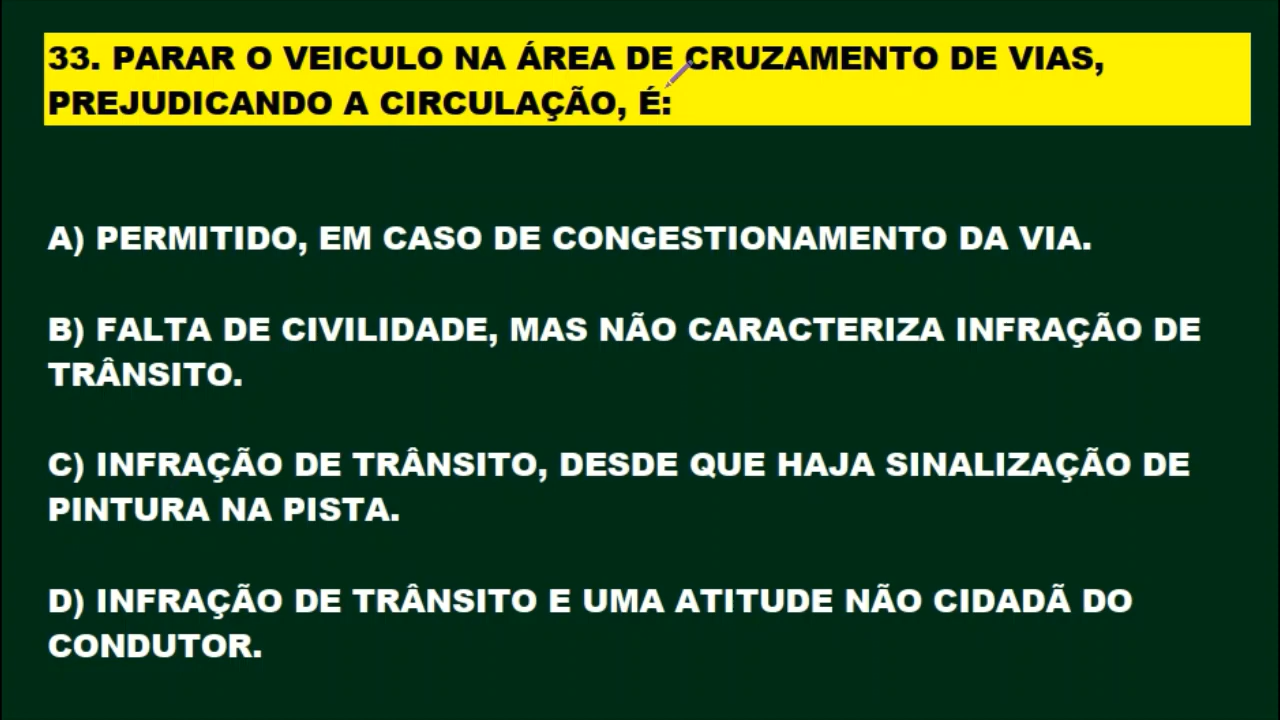 33. PARAR O VEICULO NA ÁREA DE CRUZAMENTO DE VIAS,
PREJUDICANDO A CIRCULAÇÃO, É:
A) PERMITIDO, EM CASO DE CONGESTIONAMENTO DA VIA.
B) FALTA DE CIVILIDADE, MAS NÃO CARACTERIZA INFRAÇÃO DE
TRÂNSITO.
C) INFRAÇÃO DE TRÂNSITO, DESDE QUE HAJA SINALIZAÇÃO DE
PINTURA NA PISTA.
D) INFRAÇÃO DE TRÂNSITO E UMA ATITUDE NÃO CIDADÃ DO
CONDUTOR.